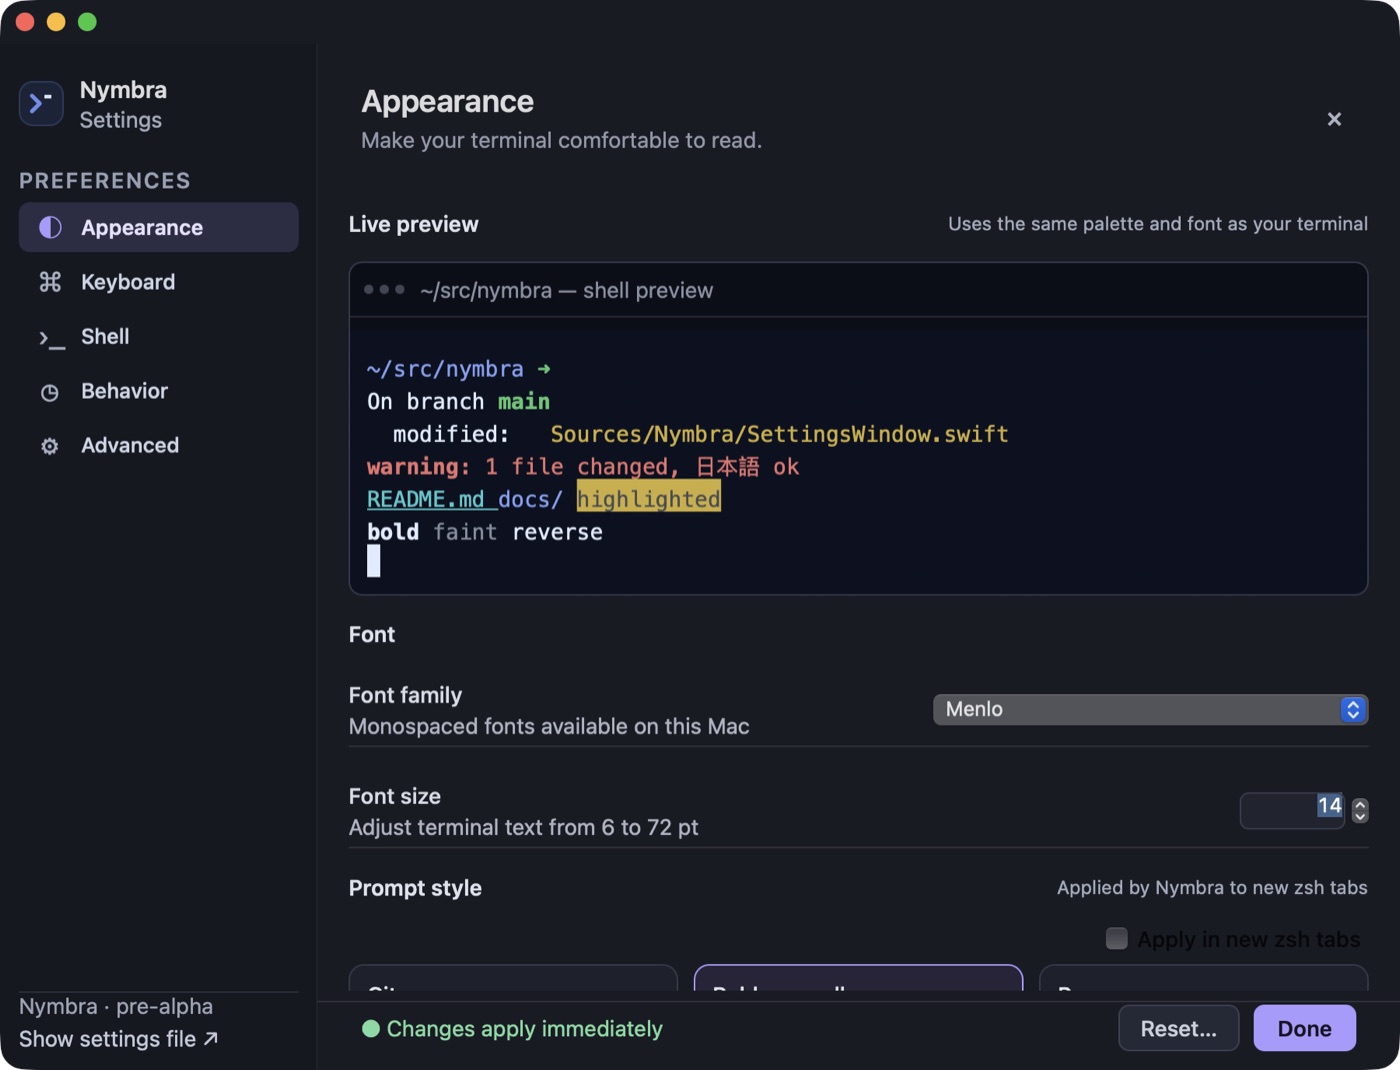 Nymbra
Settings
PREFERENCES
Appearance
Keyboard
Shell
Behavior
Advanced
Nymbra · pre-alpha
Show settings file ↗
Appearance
Make your terminal comfortable to read.
Live preview
Uses the same palette and font as your terminal
~/src/nymbra — shell preview
~/src/nymbra ➜
On branch main
modified: Sources/Nymbra/SettingsWindow.swift
warning: 1 file changed, 日本語 ok
README.md docs/ highlighted
bold faint reverse
Font
Font family
Monospaced fonts available on this Mac
Menlo
Font size
Adjust terminal text from 6 to 72 pt
14
Prompt style
Applied by Nymbra to new zsh tabs
Apply in new zsh tabs
Changes apply immediately
Reset...
Done